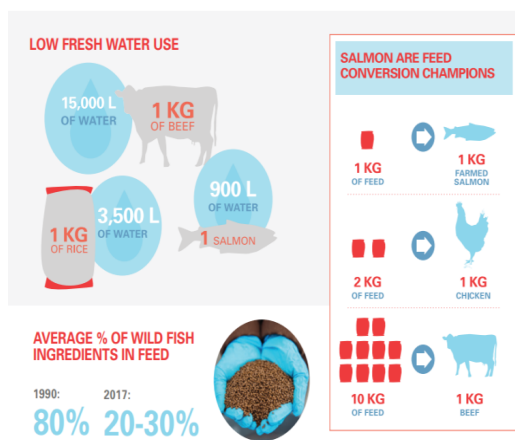 LOW FRESH WATER USE
15,000 L
OF WATER
1 KG
OF BEEF
1 KG
OF RICE
3,500 L
OF WATER
900 L
OF WATER
1 SALMON
AVERAGE % OF WILD FISH
INGREDIENTS IN FEED
1990:
80%
2017:
20-30%
SALMON ARE FEED
CONVERSION CHAMPIONS
1 KG
OF FEED
1 KG
FARMED
SALMON
2 KG
OF FEED
1 KG
CHICKEN
10 KG
OF FEED
1 KG
BEEF